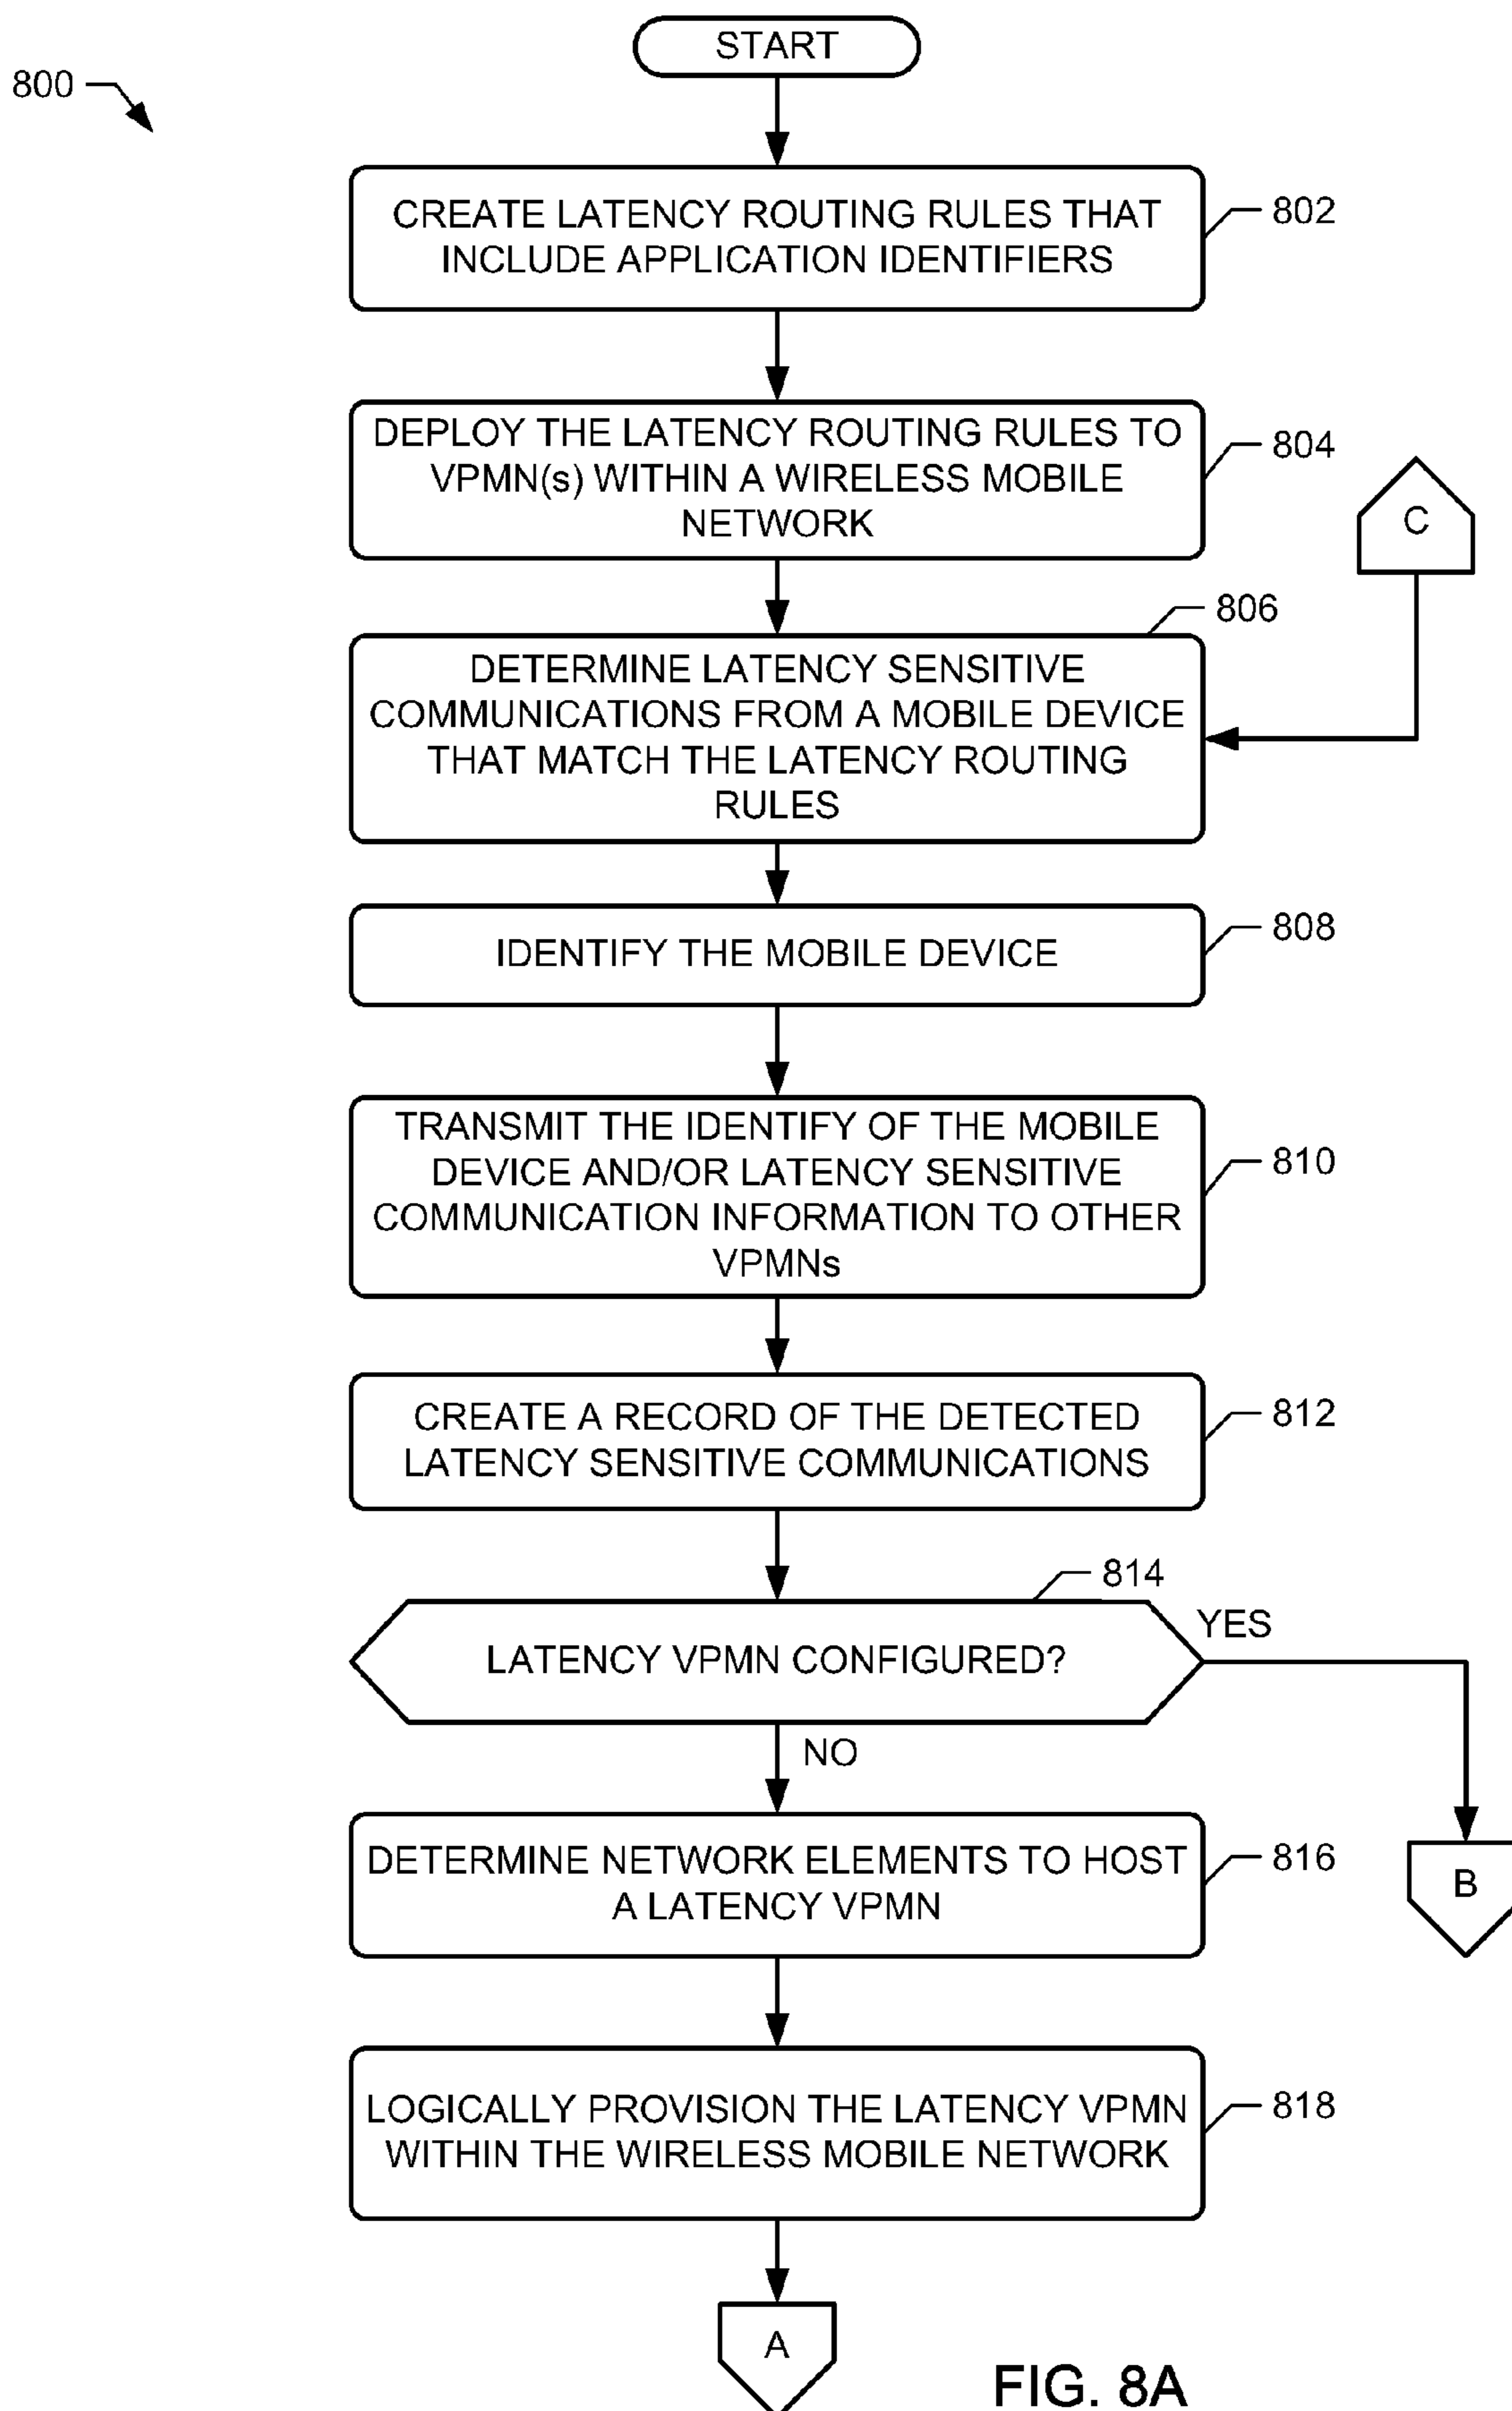 START
800
CREATE LATENCY ROUTING RULES THAT
INCLUDE APPLICATION IDENTIFIERS
802
DEPLOY THE LATENCY ROUTING RULES TO
VPMN(s) WITHIN A WIRELESS MOBILE
NETWORK
804
C
806
DETERMINE LATENCY SENSITIVE
COMMUNICATIONS FROM A MOBILE DEVICE
THAT MATCH THE LATENCY ROUTING
RULES
IDENTIFY THE MOBILE DEVICE
808
TRANSMIT THE IDENTIFY OF THE MOBILE
DEVICE AND/OR LATENCY SENSITIVE
COMMUNICATION INFORMATION TO OTHER
VPMNs
810
CREATE A RECORD OF THE DETECTED
LATENCY SENSITIVE COMMUNICATIONS
812
814
LATENCY VPMN CONFIGURED?
YES
NO
DETERMINE NETWORK ELEMENTS TO HOST
A LATENCY VPMN
816
B
LOGICALLY PROVISION THE LATENCY VPMN
WITHIN THE WIRELESS MOBILE NETWORK
818
A
FIG. 8A